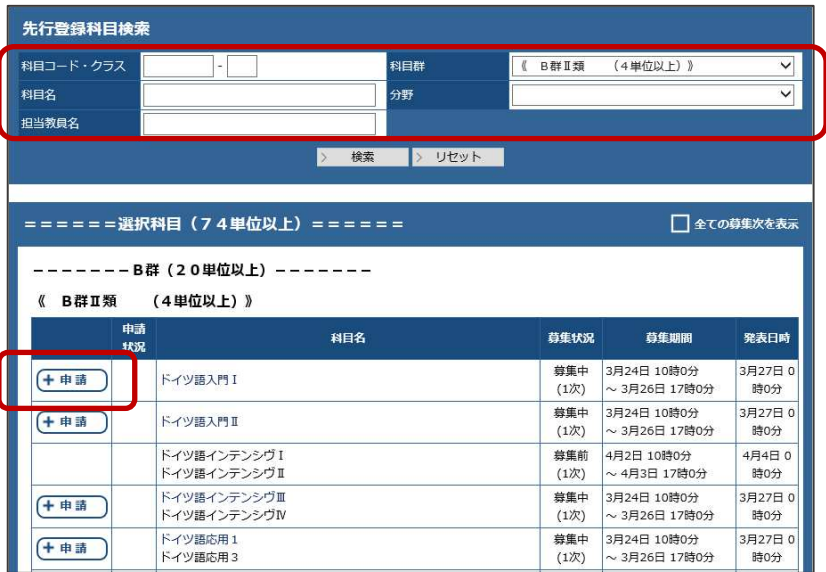 先行登録科目検索
科目コード・クラス - 科目群 《　B群Ⅱ類　　（４単位以上）》
科目名 分野
担当教員名
検索 リセット
＝＝＝＝＝＝選択科目（７４単位以上）＝＝＝＝＝＝ 全ての募集次を表示
－－－－－－－B群（２０単位以上）－－－－－－－
《　B群Ⅱ類　　（４単位以上）》
申請状況 科目名 募集状況 募集期間 発表日時
＋申請 ドイツ語入門Ⅰ 募集中 3月24日 10時0分 3月27日 0
(1次) ～ 3月26日 17時0分 時0分
＋申請 ドイツ語入門Ⅱ 募集中 3月24日 10時0分 3月27日 0
(1次) ～ 3月26日 17時0分 時0分
ドイツ語インテンシヴⅠ 募集前 4月2日 10時0分 4月4日 0
ドイツ語インテンシヴⅡ (1次) ～ 4月3日 17時0分 時0分
＋申請 ドイツ語インテンシヴⅢ 募集中 3月24日 10時0分 3月27日 0
ドイツ語インテンシヴⅣ (1次) ～ 3月26日 17時0分 時0分
＋申請 ドイツ語応用１ 募集中 3月24日 10時0分 3月27日 0
ドイツ語応用３ (1次) ～ 3月26日 17時0分 時0分